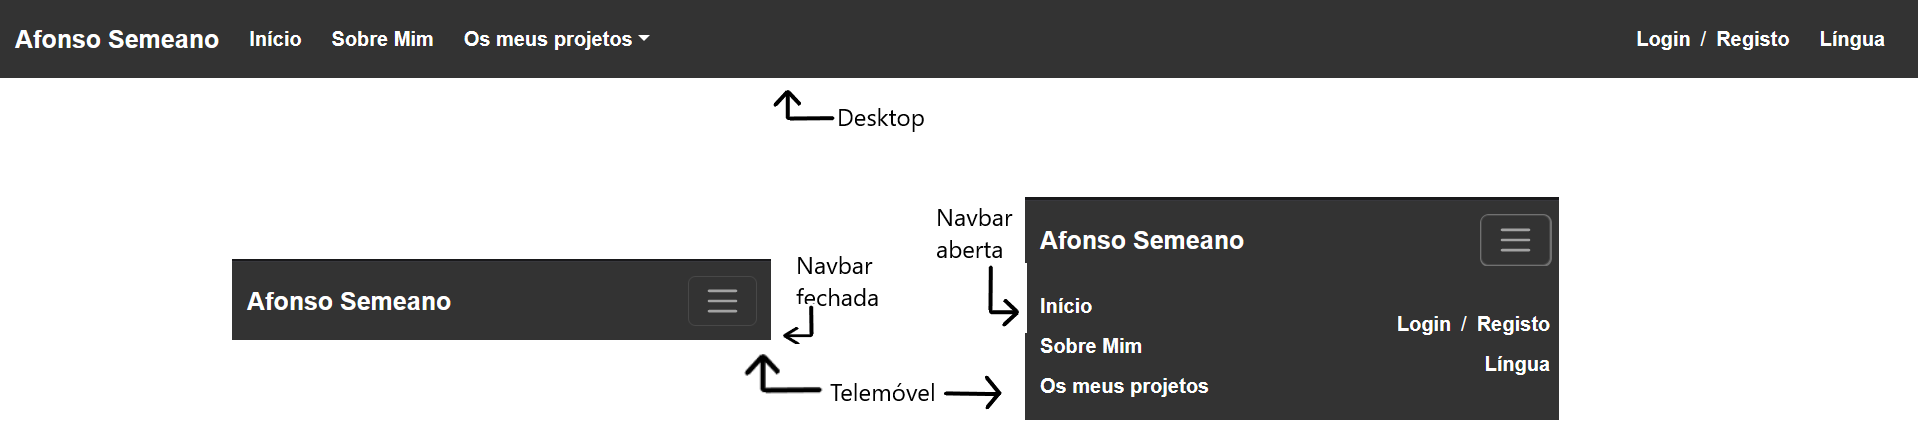 Afonso Semeano Início Sobre Mim Os meus projetos Login / Registo Língua
Desktop
Navbar
aberta
Afonso Semeano
Navbar
fechada
Afonso Semeano
Início
Login / Registo
Sobre Mim
Língua
Os meus projetos
Telemóvel